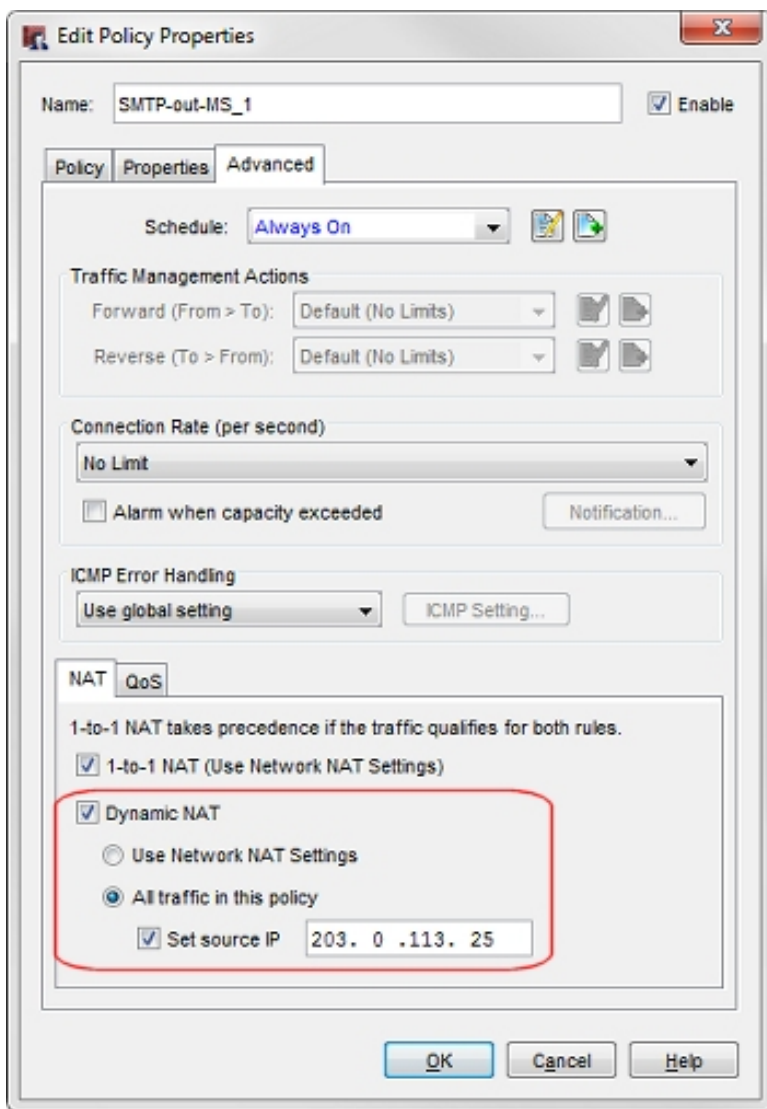 Edit Policy Properties
Name: SMTP-out-MS_1 Enable
Policy Properties Advanced
Schedule: Always On
Traffic Management Actions
Forward (From > To): Default (No Limits)
Reverse (To > From): Default (No Limits)
Connection Rate (per second)
No Limit
Alarm when capacity exceeded Notification...
ICMP Error Handling
Use global setting ICMP Setting...
NAT QoS
1-to-1 NAT takes precedence if the traffic qualifies for both rules.
1-to-1 NAT (Use Network NAT Settings)
Dynamic NAT
Use Network NAT Settings
All traffic in this policy
Set source IP 203. 0 .113. 25
OK Cancel Help